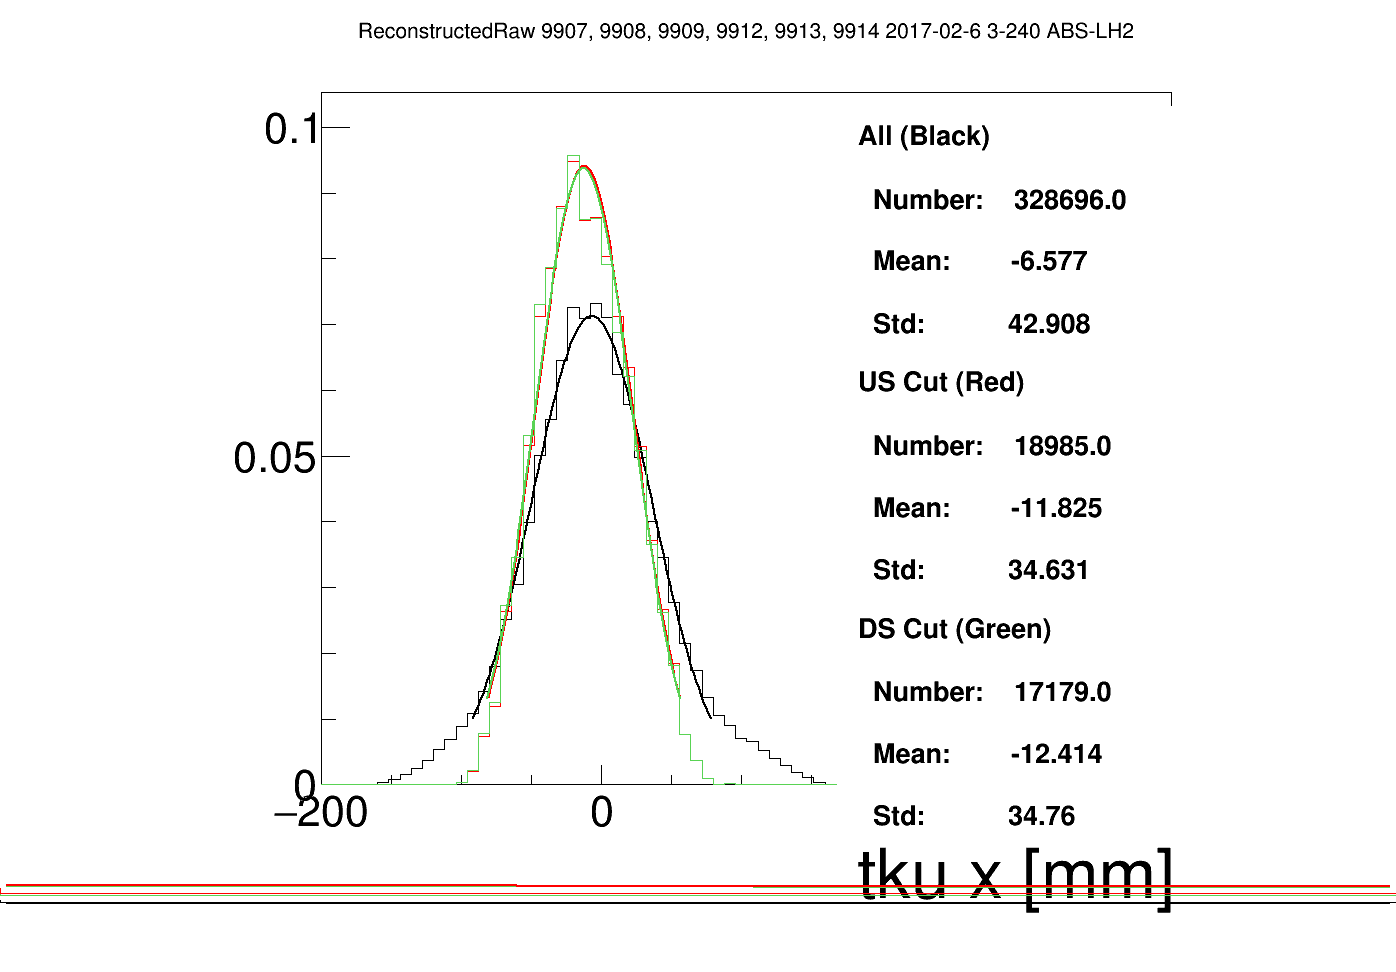 ReconstructedRaw 9907, 9908, 9909, 9912, 9913, 9914 2017-02-6 3-240 ABS-LH2
0.1
0.05
0
−200
0
All (Black)
Number: 328696.0
Mean: -6.577
Std: 42.908
US Cut (Red)
Number: 18985.0
Mean: -11.825
Std: 34.631
DS Cut (Green)
Number: 17179.0
Mean: -12.414
Std: 34.76
tku x [mm]